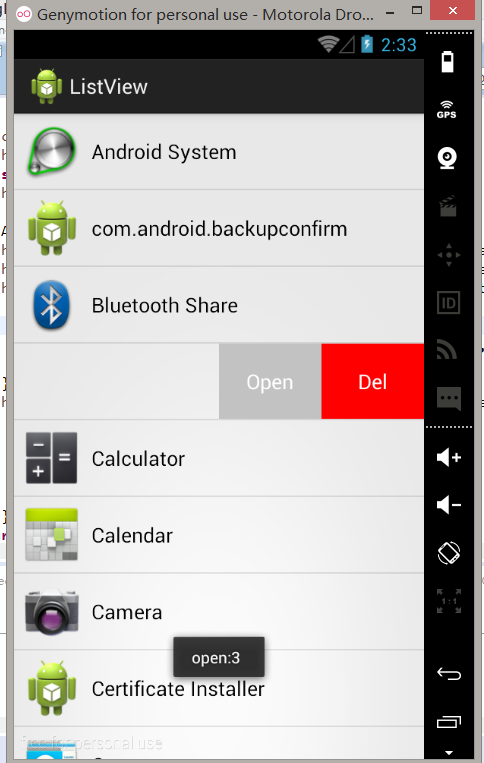 Genymotion for personal use - Motorola Dro...
2:33
ListView
Android System
com.android.backupconfirm
Bluetooth Share
Open
Del
Calculator
Calendar
Camera
open:3
Certificate Installer
free for personal use
GPS
ID
1:1